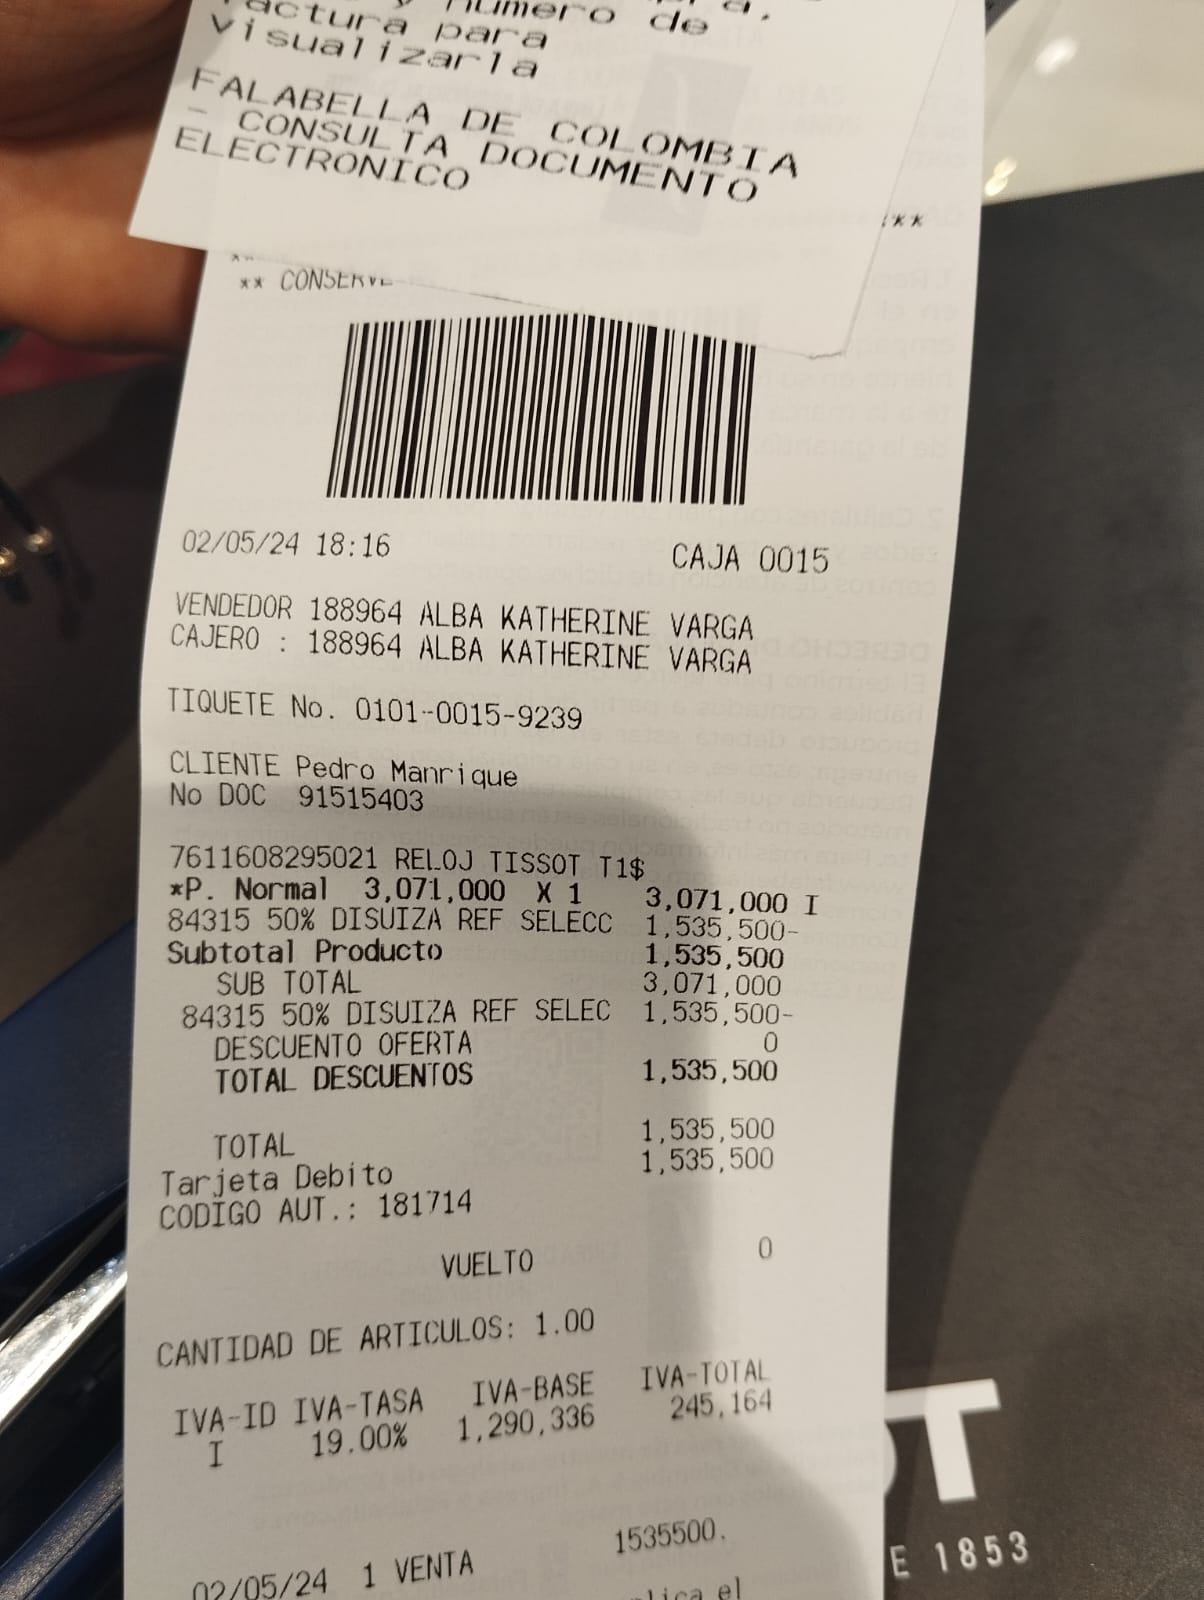 número de
actura para
visualizarla
FALABELLA DE COLOMBIA
- CONSULTA DOCUMENTO
ELECTRONICO
**
** CONSERVE
02/05/24 18:16 CAJA 0015
VENDEDOR 188964 ALBA KATHERINE VARGA
CAJERO : 188964 ALBA KATHERINE VARGA
TIQUETE No. 0101-0015-9239
CLIENTE Pedro Manrique
No DOC 91515403
7611608295021 RELOJ TISSOT T1$
*P. Normal 3,071,000 X 1 3,071,000 I
84315 50% DISUIZA REF SELECC 1,535,500-
Subtotal Producto 1,535,500
SUB TOTAL 3,071,000
84315 50% DISUIZA REF SELEC 1,535,500-
DESCUENTO OFERTA 0
TOTAL DESCUENTOS 1,535,500
TOTAL 1,535,500
Tarjeta Debito 1,535,500
CODIGO AUT.: 181714
VUELTO 0
CANTIDAD DE ARTICULOS: 1.00
IVA-ID IVA-TASA IVA-BASE IVA-TOTAL
I 19.00% 1,290,336 245,164
02/05/24 1 VENTA 1535500.
plica el
OT
E 1853